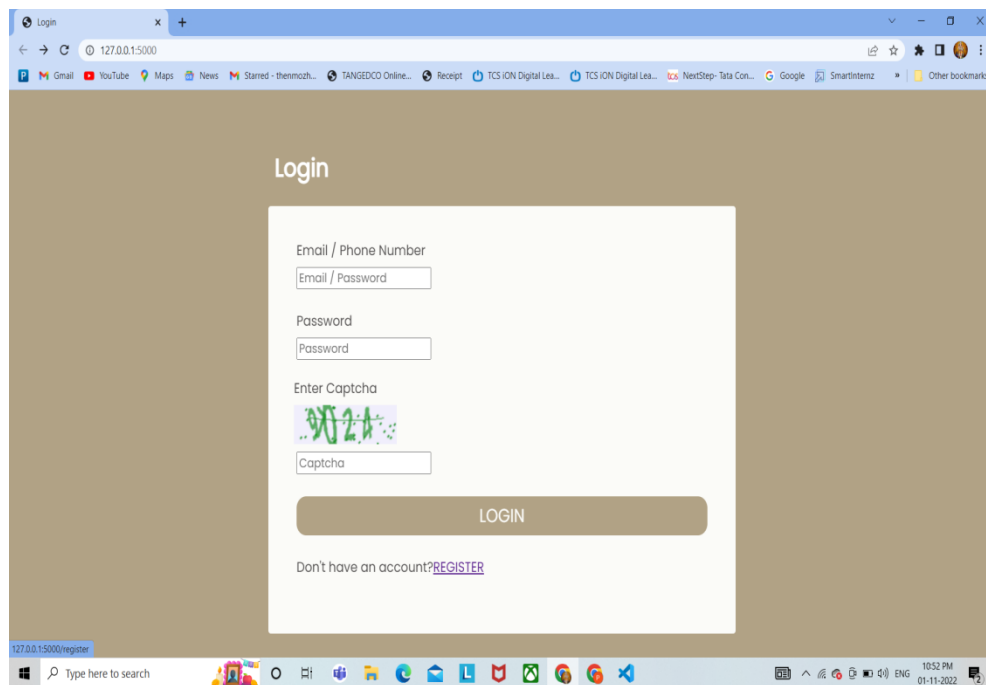 Login
127.0.0.1:5000
Gmail YouTube Maps News Starred - thenmozh... TANGEDCO Online... Receipt TCS iON Digital Lea... TCS iON Digital Lea... NextStep- Tata Con... Google Smartinternz » Other bookmarks
Login
Email / Phone Number
Email / Password
Password
Password
Enter Captcha
Captcha
LOGIN
Don't have an account?REGISTER
127.0.0.1:5000/register
Type here to search ENG 10:52 PM
01-11-2022